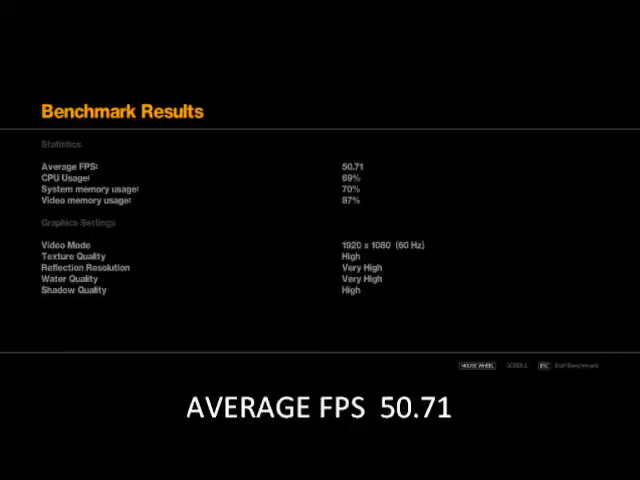 Benchmark Results
Statistics
Average FPS: 50.71
CPU Usage: 69%
System memory usage: 70%
Video memory usage: 87%
Graphics Settings
Video Mode 1920 x 1080 (60 Hz)
Texture Quality High
Reflection Resolution Very High
Water Quality Very High
Shadow Quality High
MOUSE WHEEL SCROLL ESC Exit Benchmark
AVERAGE FPS 50.71